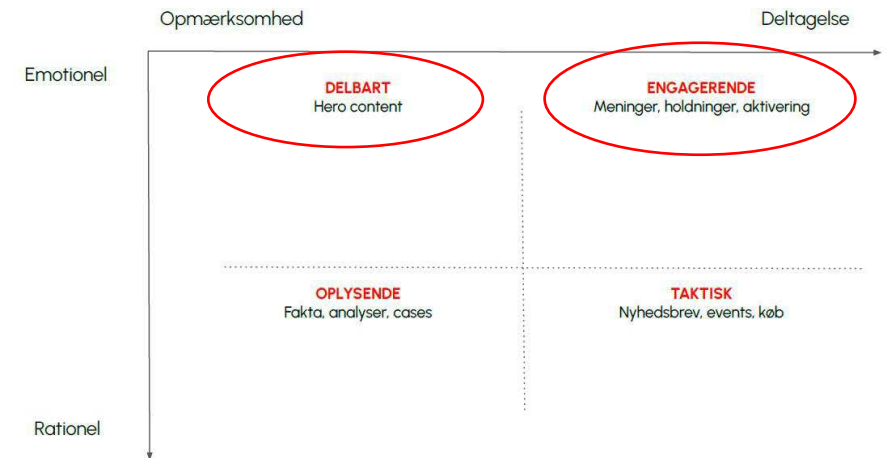 Opmærksomhed
Deltagelse
Emotionel
DELBART
Hero content
ENGAGERENDE
Meninger, holdninger, aktivering
OPLYSENDE
Fakta, analyser, cases
TAKTISK
Nyhedsbrev, events, køb
Rationel